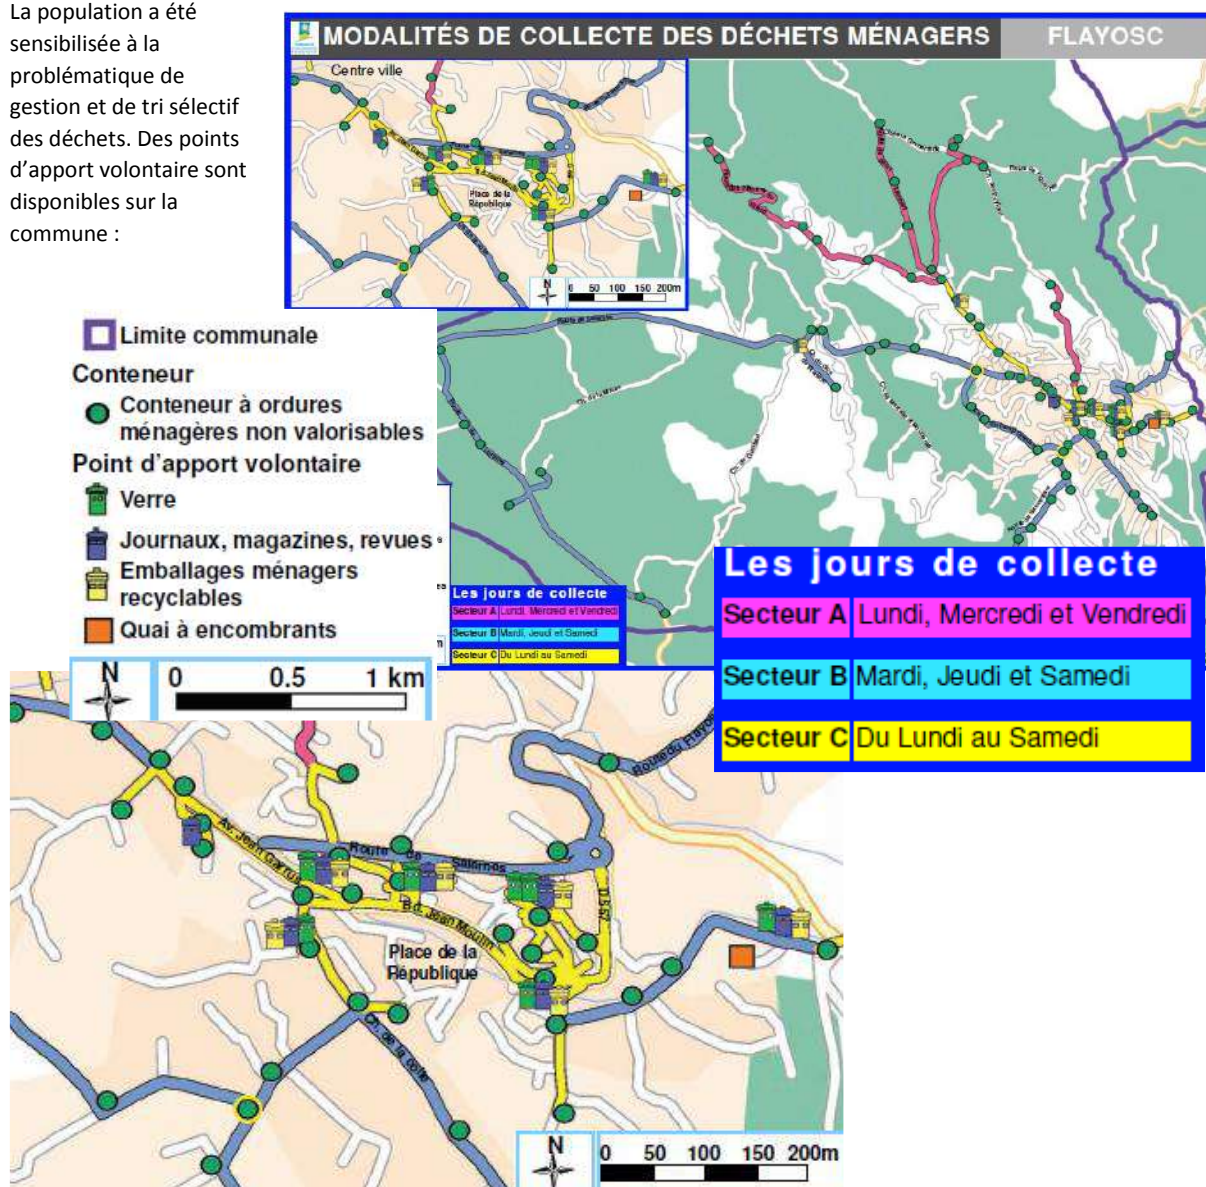 La population a été
sensibilisée à la
problématique de
gestion et de tri sélectif
des déchets. Des points
d’apport volontaire sont
disponibles sur la
commune :
MODALITÉS DE COLLECTE DES DÉCHETS MÉNAGERS
FLAYOSC
Centre ville
Place de la
République
N
0 50 100 150 200m
Limite communale
Conteneur
Conteneur à ordures
ménagères non valorisables
Point d’apport volontaire
Verre
Journaux, magazines, revues
Emballages ménagers
recyclables
Quai à encombrants
N
0 0.5 1 km
Les jours de collecte
Secteur A Lundi, Mercredi et Vendredi
Secteur B Mardi, Jeudi et Samedi
Secteur C Du Lundi au Samedi
Les jours de collecte
Secteur A Lundi, Mercredi et Vendredi
Secteur B Mardi, Jeudi et Samedi
Secteur C Du Lundi au Samedi
Av. Jean Garrus
Route de Salernes
Bd. Jean Moulin
D 557
Place de la
République
Ch. de la
N
0 50 100 150 200m